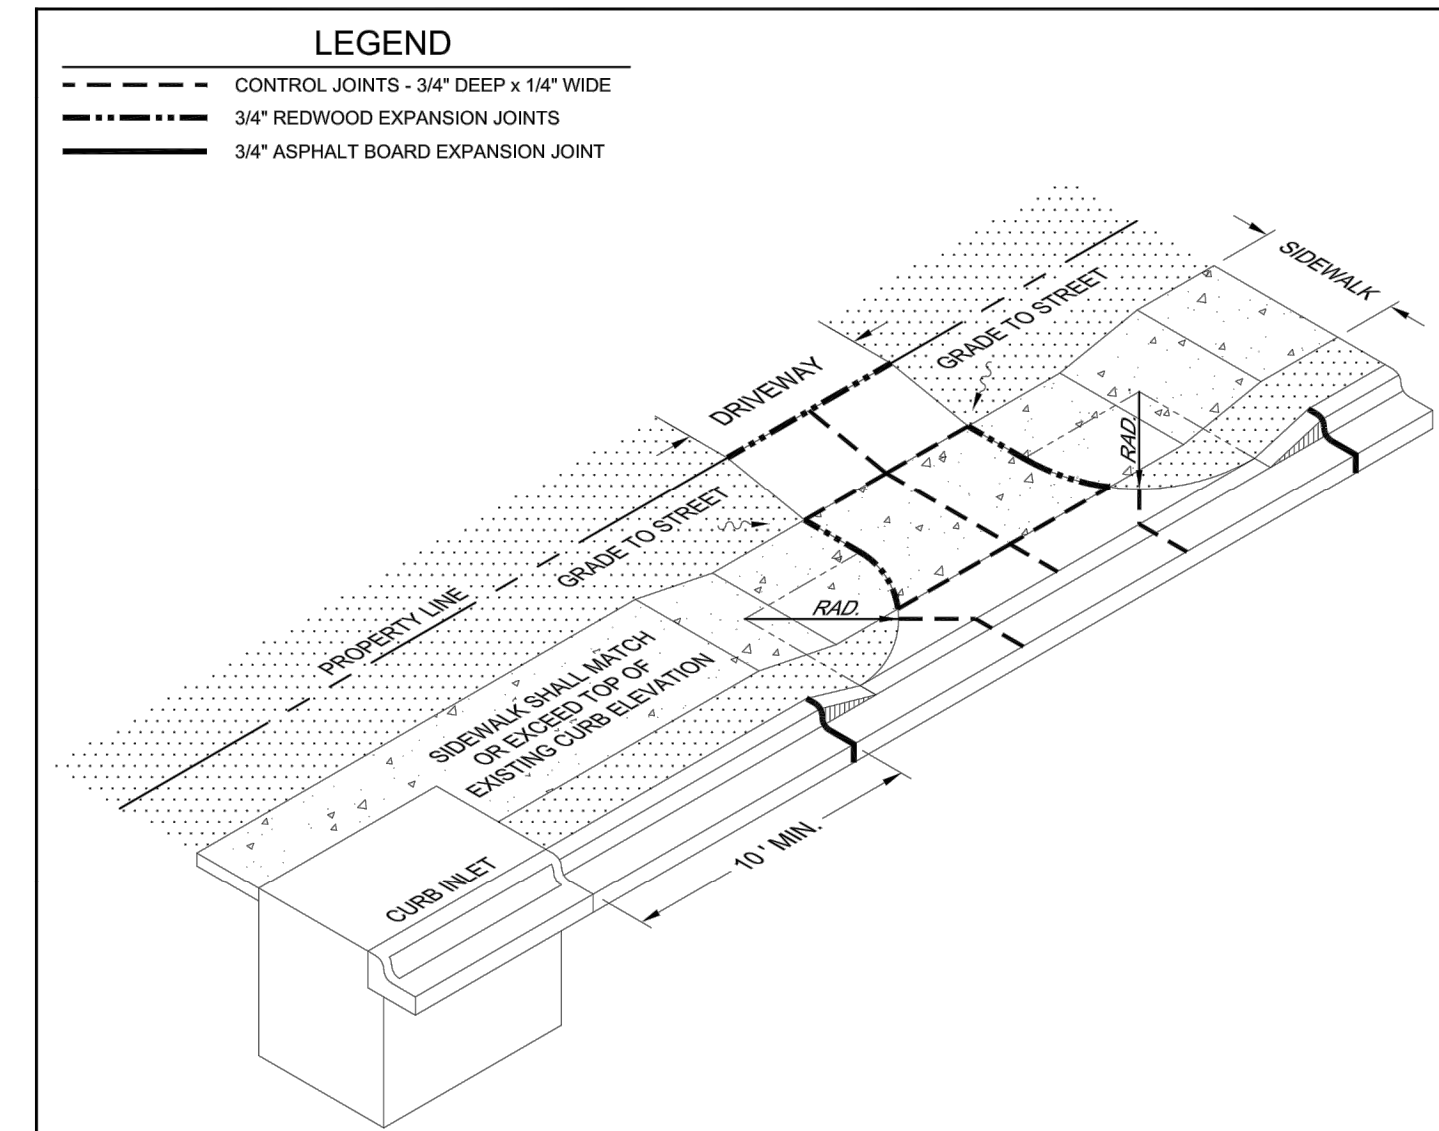 LEGEND
CONTROL JOINTS - 3/4" DEEP x 1/4" WIDE
3/4" REDWOOD EXPANSION JOINTS
3/4" ASPHALT BOARD EXPANSION JOINT
SIDEWALK
GRADE TO STREET
DRIVEWAY
RAD.
GRADE TO STREET
PROPERTY LINE
RAD.
SIDEWALK SHALL MATCH
OR EXCEED TOP OF
EXISTING CURB ELEVATION
10 ' MIN.
CURB INLET